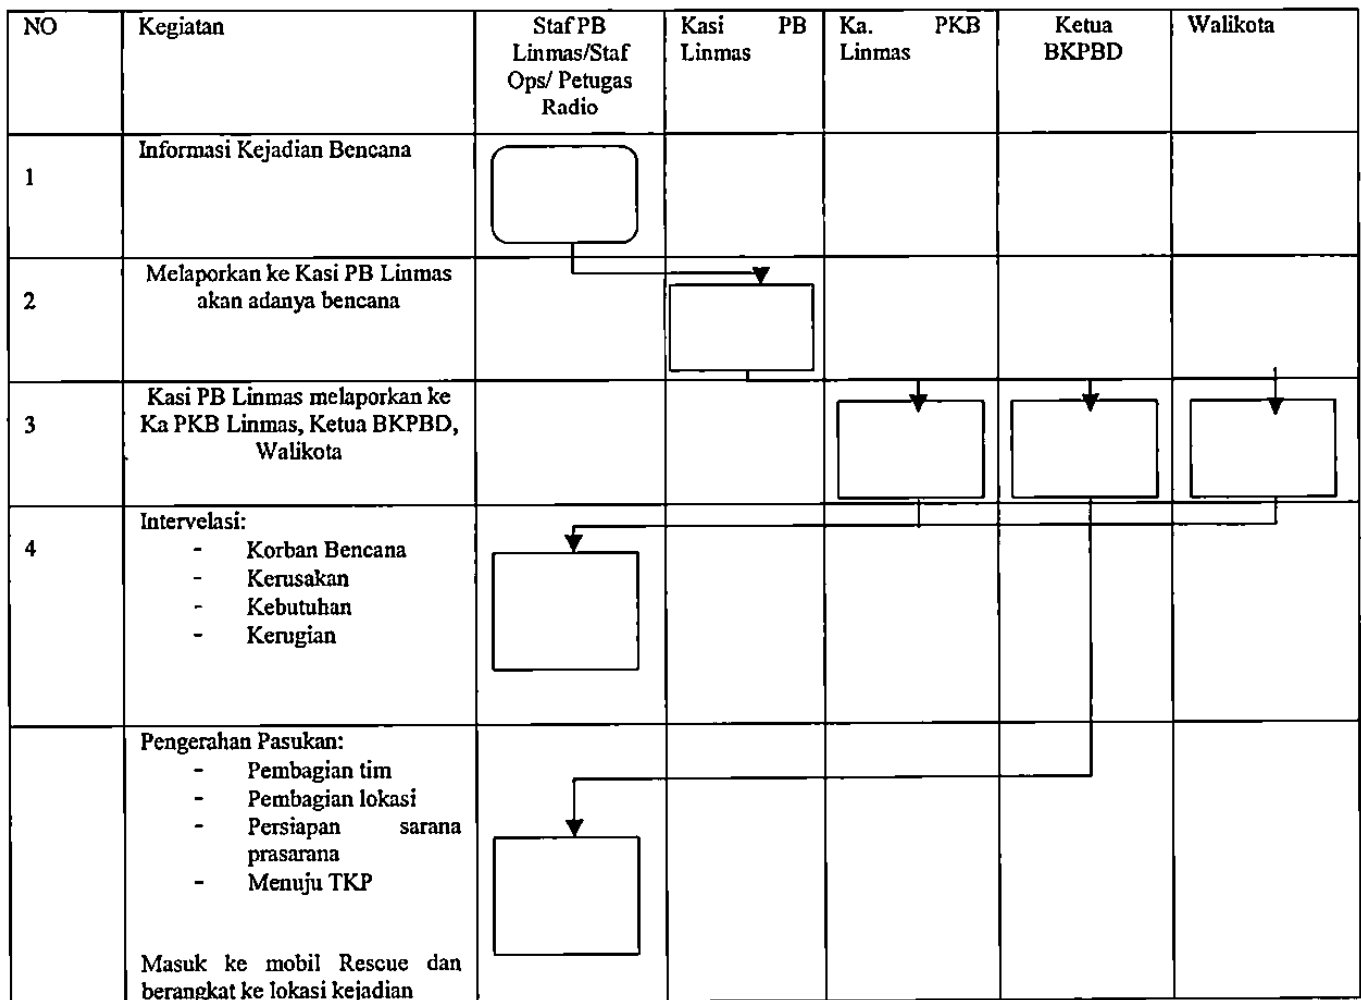 NO
Kegiatan
Staf PB
Linmas/Staf
Ops/ Petugas
Radio
Kasi PB
Linmas
Ka. PKB
Linmas
Ketua
BKPBD
Walikota
1
Informasi Kejadian Bencana
2
Melaporkan ke Kasi PB Linmas
akan adanya bencana
3
Kasi PB Linmas melaporkan ke
Ka PKB Linmas, Ketua BKPBD,
Walikota
4
Intervelasi:
- Korban Bencana
- Kerusakan
- Kebutuhan
- Kerugian
Pengerahan Pasukan:
- Pembagian tim
- Pembagian lokasi
- Persiapan sarana
prasarana
- Menuju TKP
Masuk ke mobil Rescue dan
berangkat ke lokasi kejadian